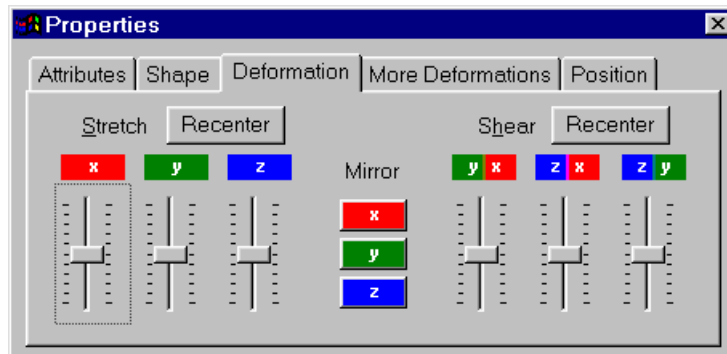 Properties
Attributes Shape Deformation More Deformations Position
Stretch Recenter Shear Recenter
x y z Mirror y x z x z y
x
y
z